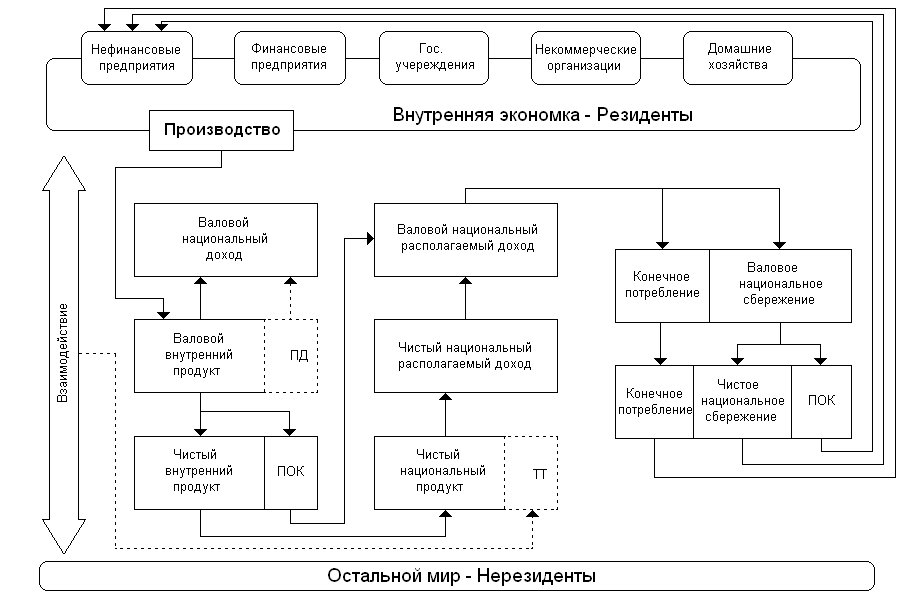 Нефинансовые
предприятия
Финансовые
предприятия
Гос.
учереждения
Некоммерческие
организации
Домашние
хозяйства
Внутренняя экономка - Резиденты
Производство
Взаимодействие
Валовой
национальный
доход
Валовой национальный
располагаемый доход
Конечное
потребление
Валовое
национальное
сбережение
Валовой
внутренний
продукт
ПД
Чистый национальный
располагаемый доход
Конечное
потребление
Чистое
национальное
сбережение
ПОК
Чистый
внутренний
продукт
ПОК
Чистый
национальный
продукт
ТТ
Остальной мир - Нерезиденты